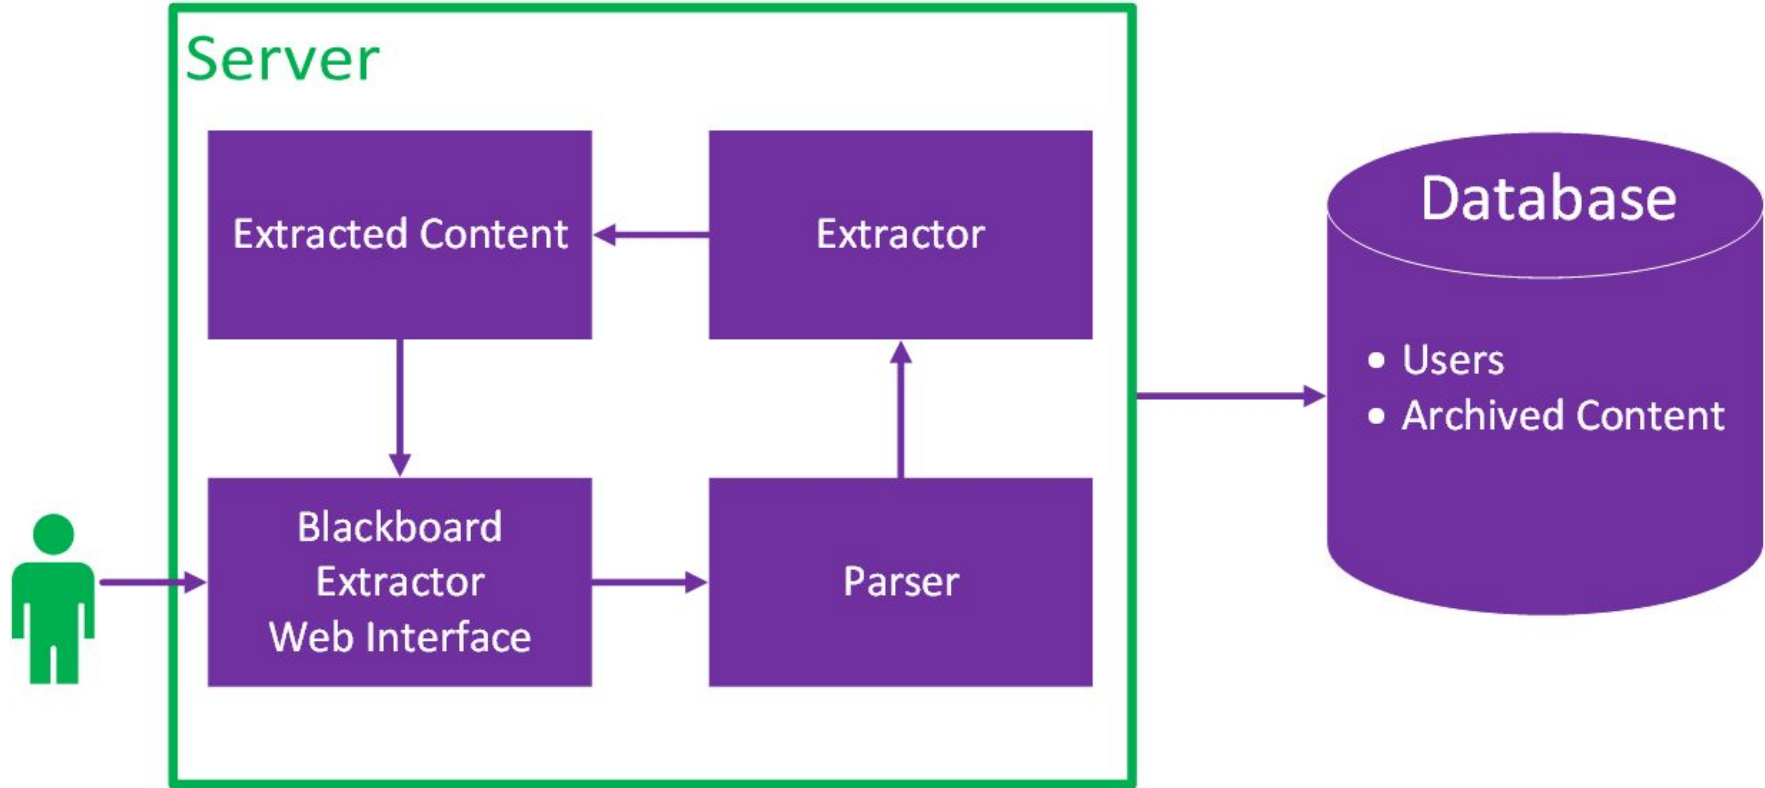 Server
Extracted Content
Extractor
Blackboard
Extractor
Web Interface
Parser
Database
• Users
• Archived Content